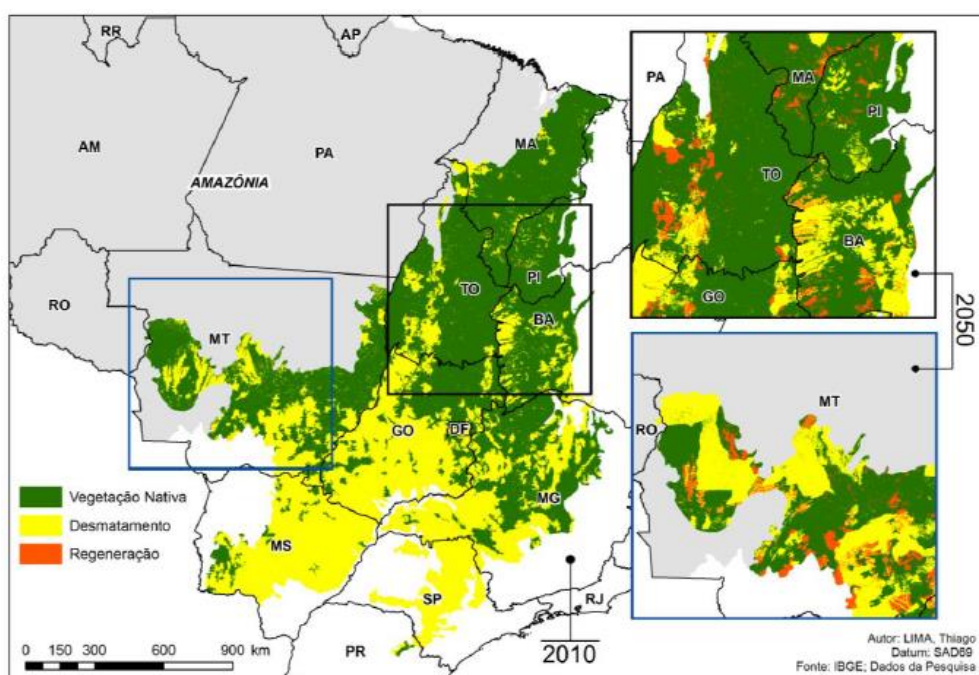 RR
AP
AM
PA
AMAZÔNIA
MA
RO
MT
TO
PI
BA
GO
DF
MG
MS
SP
RJ
PR
Vegetação Nativa
Desmatamento
Regeneração
0 150 300 600 900 km
2010
PA
MA
PI
TO
BA
GO
2050
RO
MT
Autor: LIMA, Thiago
Datum: SAD69
Fonte: IBGE; Dados da Pesquisa